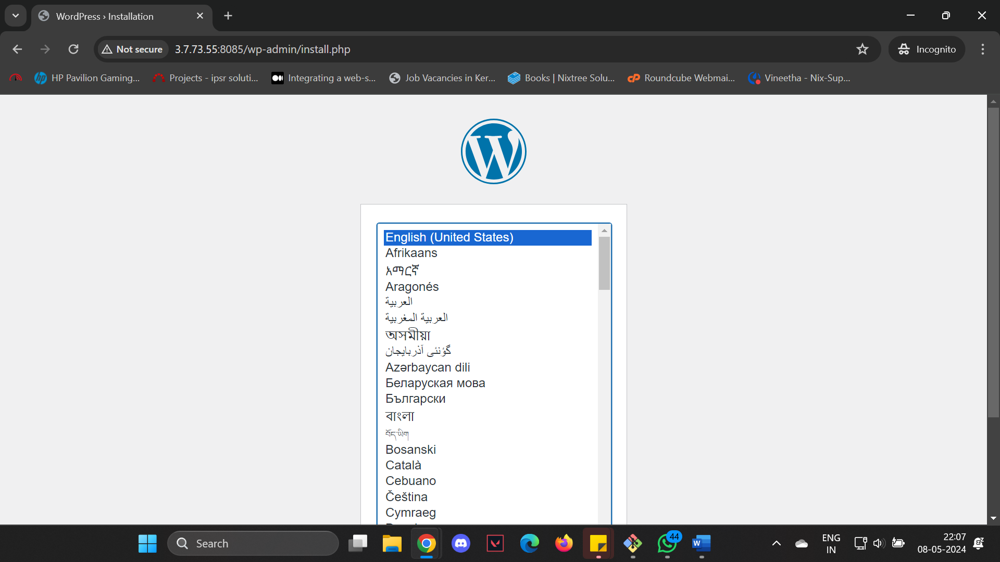 WordPress › Installation
Not secure
3.7.73.55:8085/wp-admin/install.php
Incognito
HP Pavilion Gaming...
Projects - ipsr soluti...
Integrating a web-s...
Job Vacancies in Ker...
Books | Nixtree Solu...
Roundcube Webmai...
Vineetha - Nix-Sup...
English (United States)
Afrikaans
አማርኛ
Aragonés
العربية
العربية المغربية
অসমীয়া
گؤنئی آذربایجان
Azərbaycan dili
Беларуская мова
Български
বাংলা
བོད་ཡིག
Bosanski
Català
Cebuano
Čeština
Cymraeg
Search
44
ENG
IN
22:07
08-05-2024